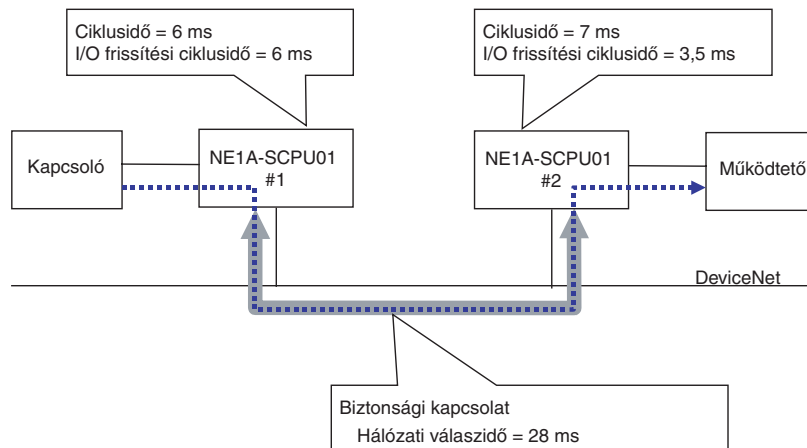 Ciklusidő = 6 ms
I/O frissítési ciklusidő = 6 ms
Ciklusidő = 7 ms
I/O frissítési ciklusidő = 3,5 ms
Kapcsoló
NE1A-SCPU01
#1
NE1A-SCPU01
#2
Működtető
DeviceNet
Biztonsági kapcsolat
Hálózati válaszidő = 28 ms